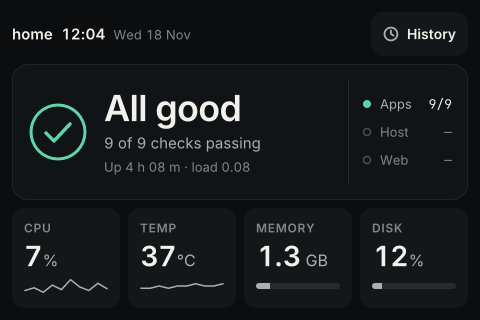 home 12:04 Wed 18 Nov
History
All good
9 of 9 checks passing
Up 4 h 08 m · load 0.08
Apps 9/9
Host –
Web –
CPU
7%
TEMP
37°C
MEMORY
1.3 GB
DISK
12%